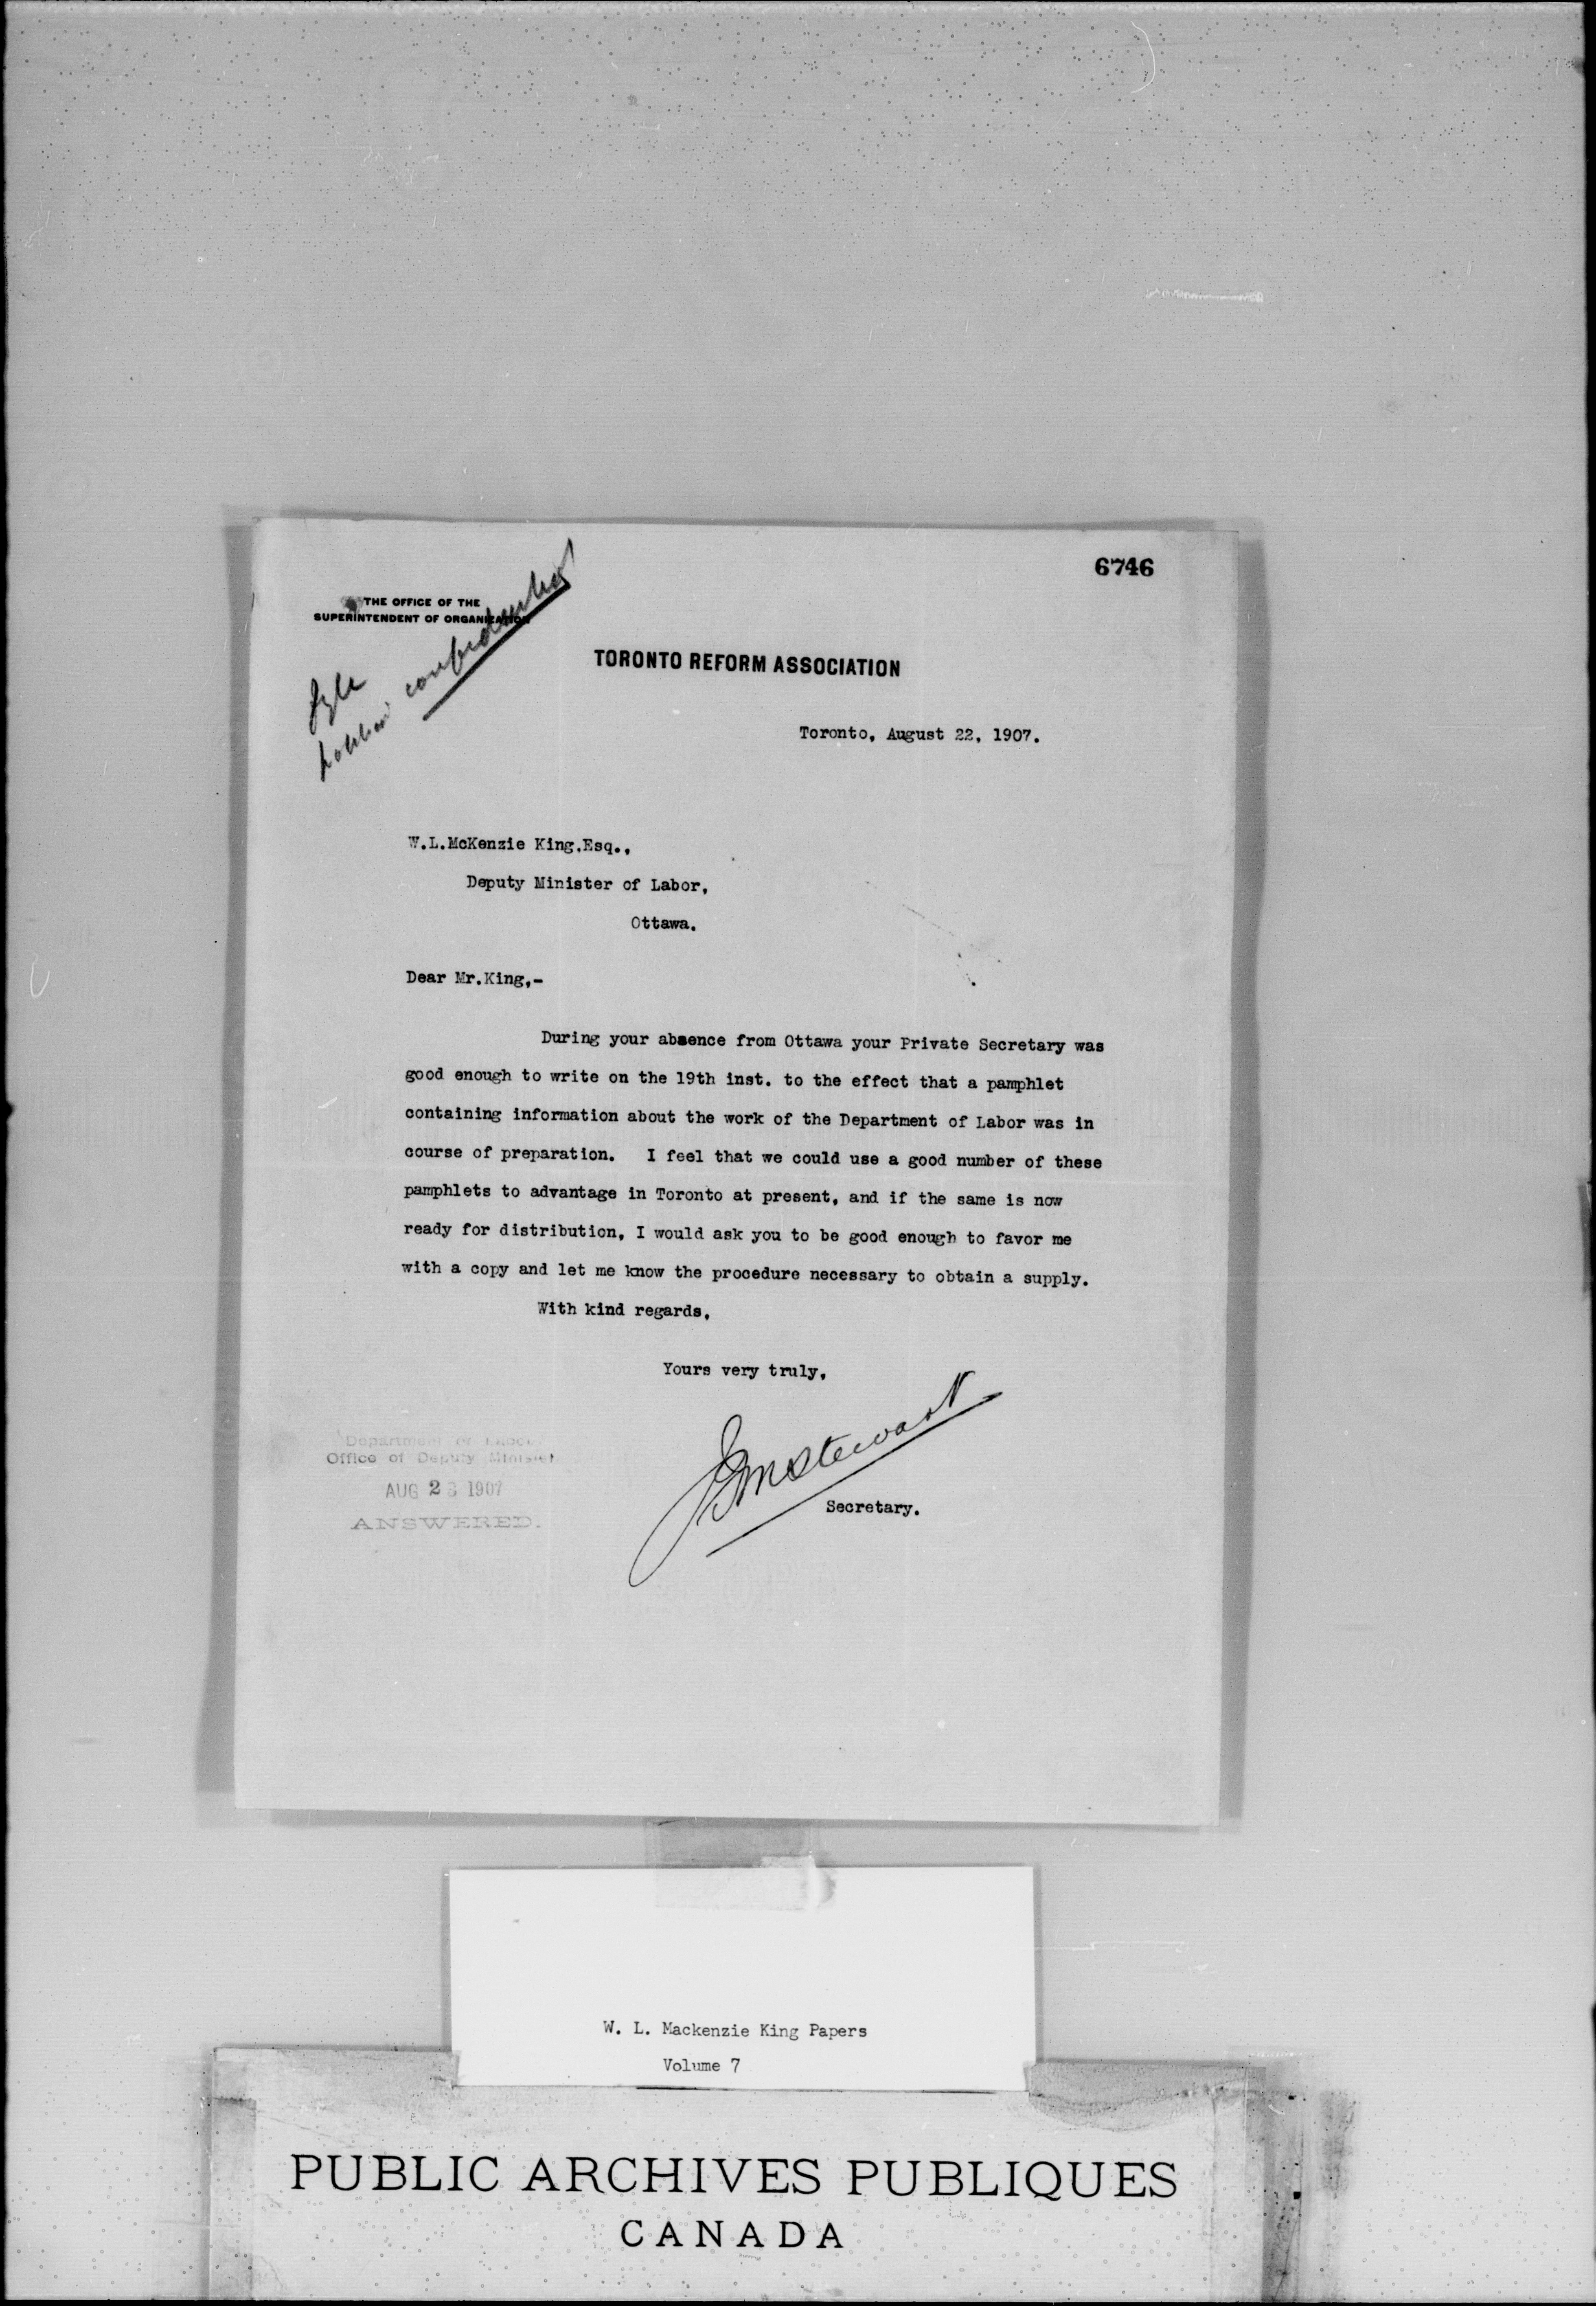 6746
THE OFFICE OF THE
SUPERINTENDENT OF ORGANIZATION
File
confidential
TORONTO REFORM ASSOCIATION
Toronto, August 22, 1907.
W.L.McKenzie King,Esq.,
Deputy Minister of Labor,
Ottawa.
Dear Mr.King,-
During your absence from Ottawa your Private Secretary was
good enough to write on the 19th inst. to the effect that a pamphlet
containing information about the work of the Department of Labor was in
course of preparation. I feel that we could use a good number of these
pamphlets to advantage in Toronto at present, and if the same is now
ready for distribution, I would ask you to be good enough to favor me
with a copy and let me know the procedure necessary to obtain a supply.
With kind regards,
Yours very truly,
Stewart
Secretary.
Department of Labor
Office of Deputy Minister
AUG 23 1907
ANSWERED.
W. L. Mackenzie King Papers
Volume 7
PUBLIC ARCHIVES PUBLIQUES
CANADA